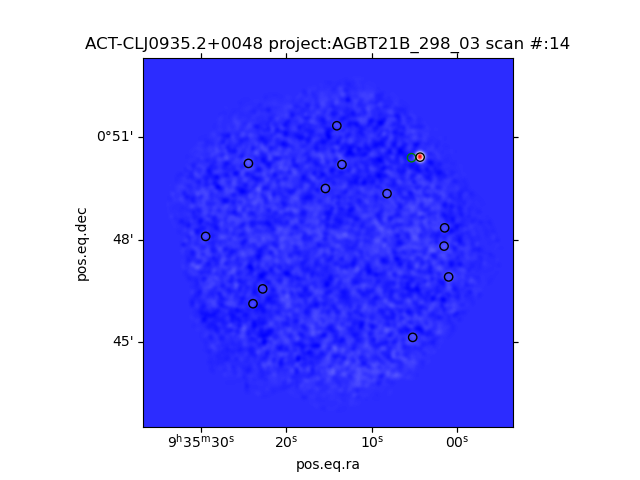 ACT-CLJ0935.2+0048 project:AGBT21B_298_03 scan #:14
pos.eq.dec
0°51'
48'
45'
9ʰ35ᵐ30ˢ 20ˢ 10ˢ 00ˢ
pos.eq.ra